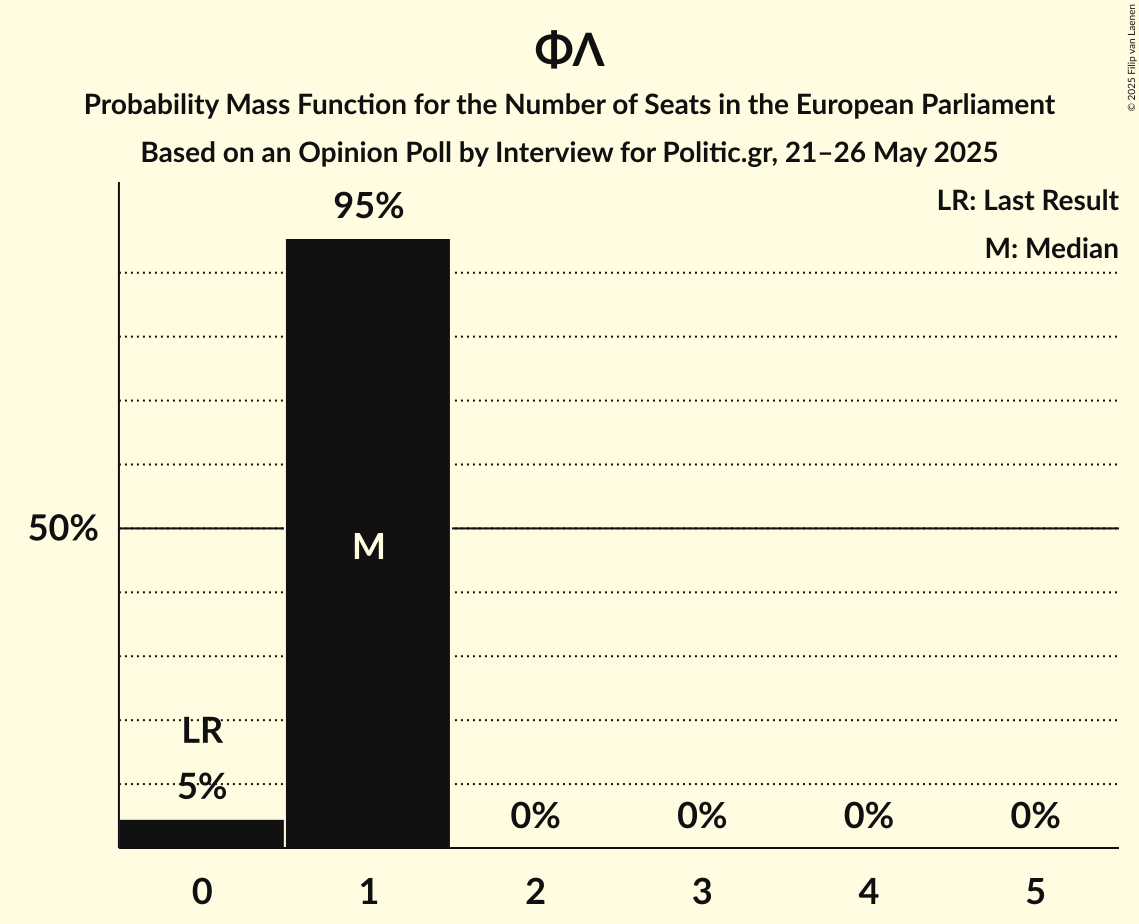 ΦΛ
Probability Mass Function for the Number of Seats in the European Parliament
Based on an Opinion Poll by Interview for Politic.gr, 21–26 May 2025
© 2025 Filip van Laenen
LR: Last Result
M: Median
95%
50%
M
LR
5%
0%
0%
0%
0%
0
1
2
3
4
5